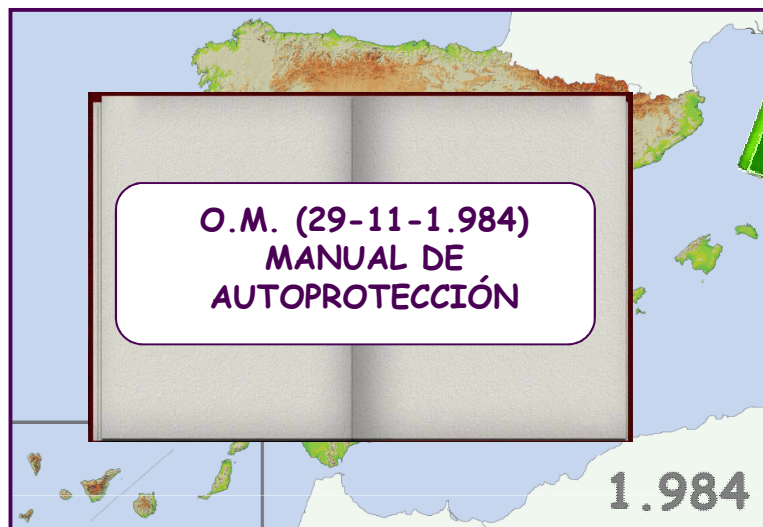 O.M. (29-11-1.984)
MANUAL DE
AUTOPROTECCIÓN
1.984